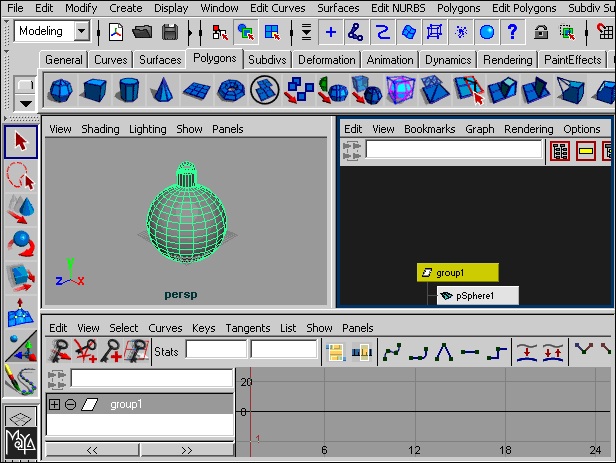 File Edit Modify Create Display Window Edit Curves Surfaces Edit NURBS Polygons Edit Polygons Subdiv Su
Modeling
General Curves Surfaces Polygons Subdivs Deformation Animation Dynamics Rendering PaintEffects
View Shading Lighting Show Panels
Edit View Bookmarks Graph Rendering Options
Y
Z X
persp
group1
pSphere1
Edit View Select Curves Keys Tangents List Show Panels
Stats
group1
20
0
1
6 12 18 24
<< >>
MAYA